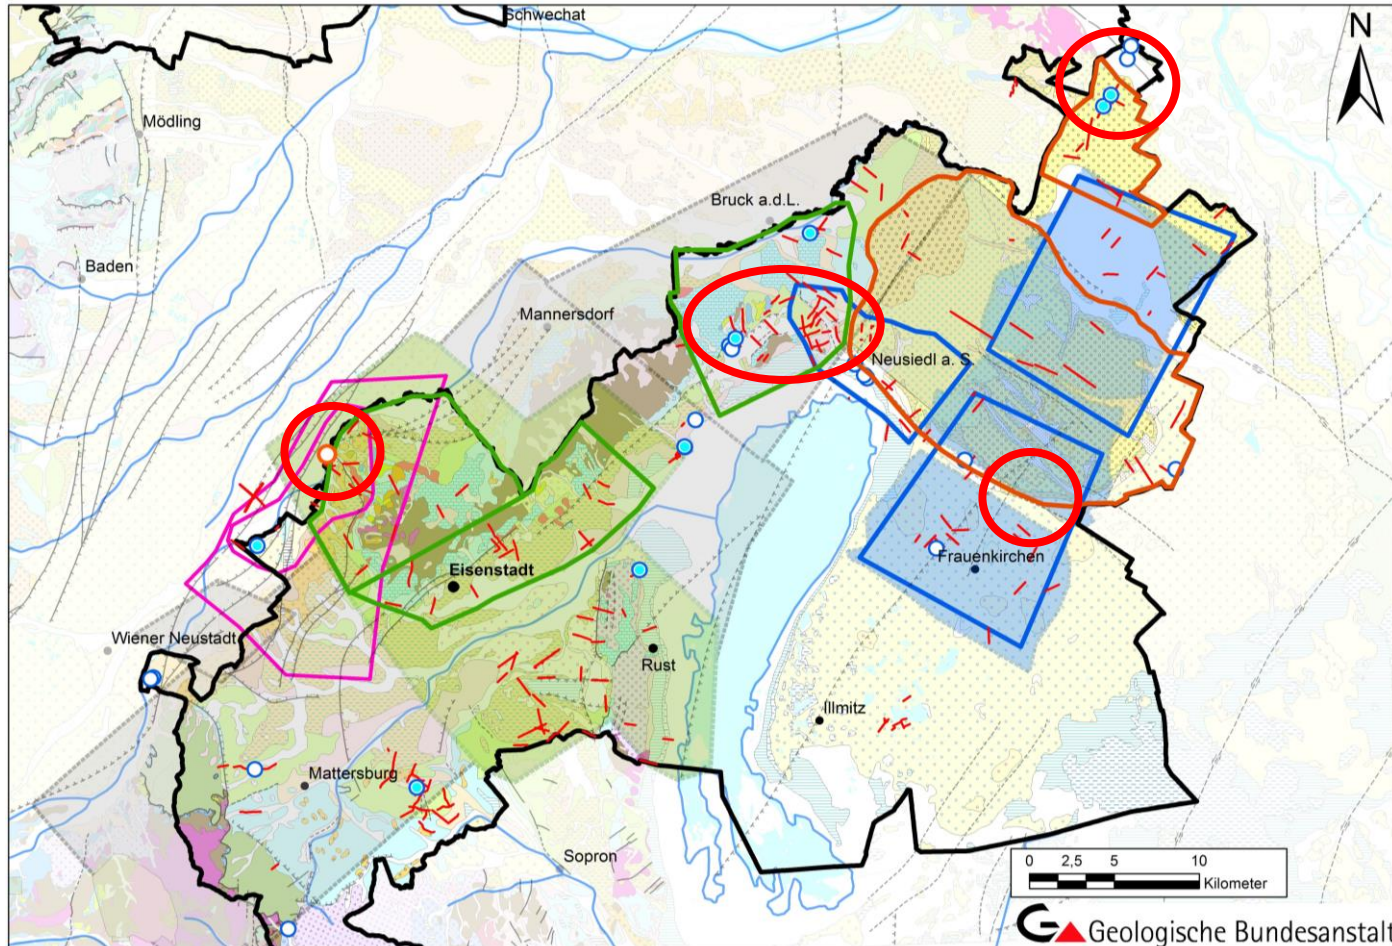 Schwechat
N
Mödling
Bruck a.d.L.
Baden
Mannersdorf
Neusiedl a. S
Eisenstadt
Frauenkirchen
Wiener Neustadt
Rust
Illmitz
Mattersburg
Sopron
0 2,5 5 10
Kilometer
Geologische Bundesanstalt